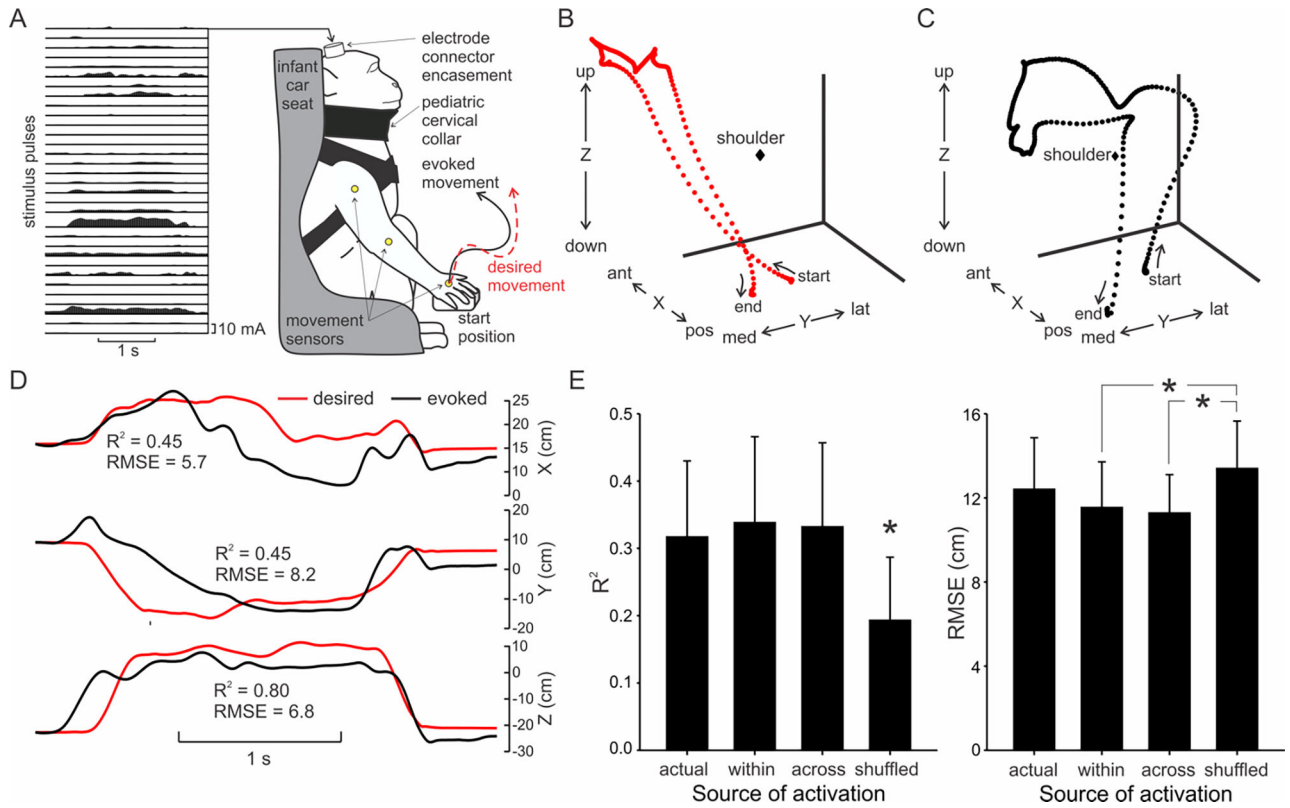 A
stimulus pulses
110 mA
1 s
infant
car
seat
electrode
connector
encasement
pediatric
cervical
collar
evoked
movement
desired
movement
movement
sensors
start
position
B
up
Z
down
ant
X
pos
med
Y
lat
shoulder
start
end
C
up
Z
down
ant
X
pos
med
Y
lat
shoulder
start
end
D
desired
evoked
R² = 0.45
RMSE = 5.7
25
15
10
0
X (cm)
R² = 0.45
RMSE = 8.2
10
0
-10
-20
Y (cm)
R² = 0.80
RMSE = 6.8
10
0
-10
-20
-30
Z (cm)
1 s
E
0.5
0.4
0.3
0.2
0.1
0.0
R²
*
actual within across shuffled
Source of activation
16
12
8
4
0
RMSE (cm)
*
*
actual within across shuffled
Source of activation